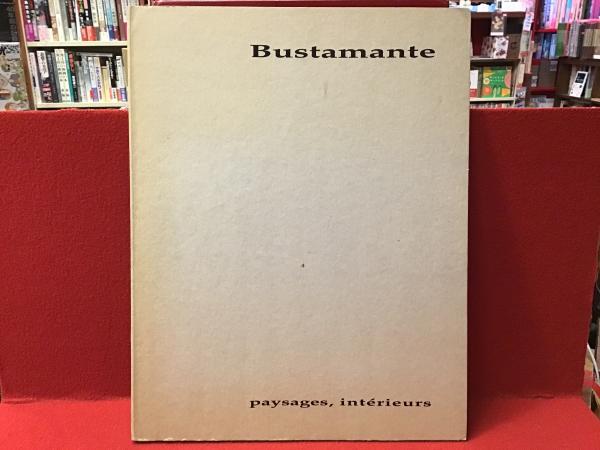 Bustamante
paysages, intérieurs